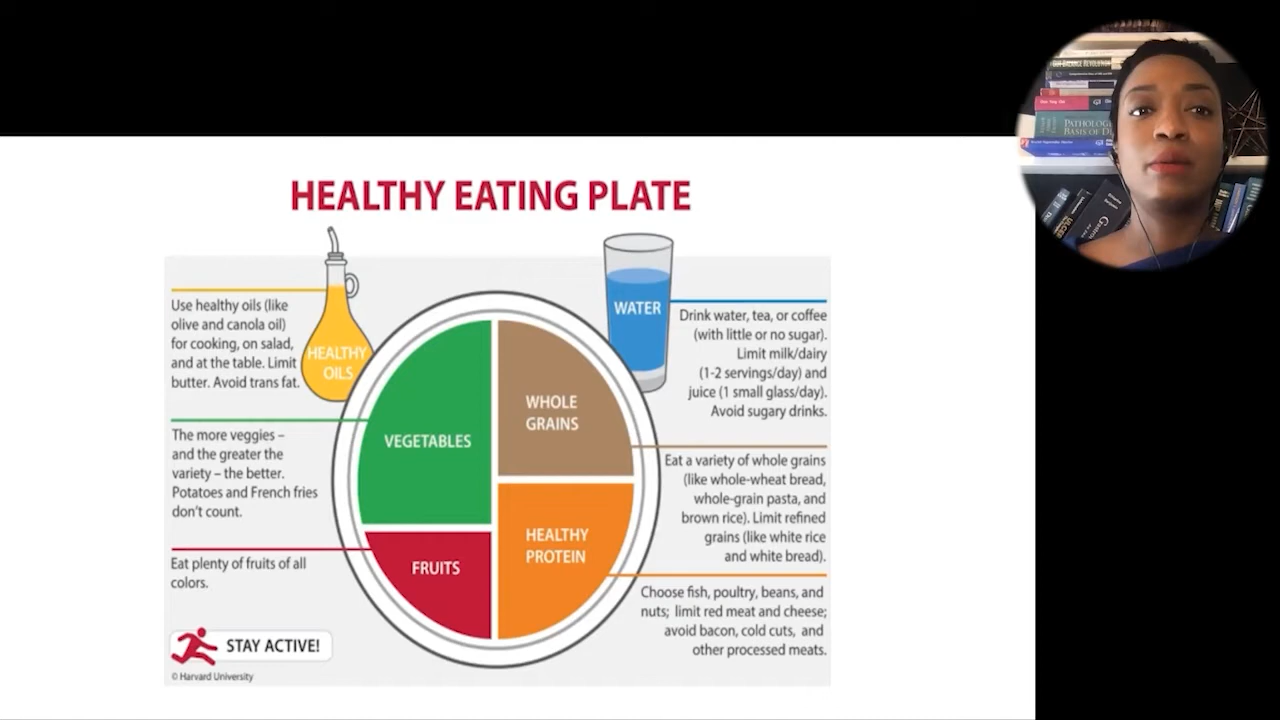 HEALTHY EATING PLATE
Use healthy oils (like
olive and canola oil)
for cooking, on salad,
and at the table. Limit
butter. Avoid trans fat.
HEALTHY
OILS
The more veggies –
and the greater the
variety – the better.
Potatoes and French fries
don't count.
Eat plenty of fruits of all
colors.
STAY ACTIVE!
© Harvard University
VEGETABLES
FRUITS
WHOLE
GRAINS
HEALTHY
PROTEIN
WATER
Drink water, tea, or coffee
(with little or no sugar).
Limit milk/dairy
(1-2 servings/day) and
juice (1 small glass/day).
Avoid sugary drinks.
Eat a variety of whole grains
(like whole-wheat bread,
whole-grain pasta, and
brown rice). Limit refined
grains (like white rice
and white bread).
Choose fish, poultry, beans, and
nuts; limit red meat and cheese;
avoid bacon, cold cuts, and
other processed meats.
BALANCE REVOLUTION
PATHOLOG
BASIS OF D